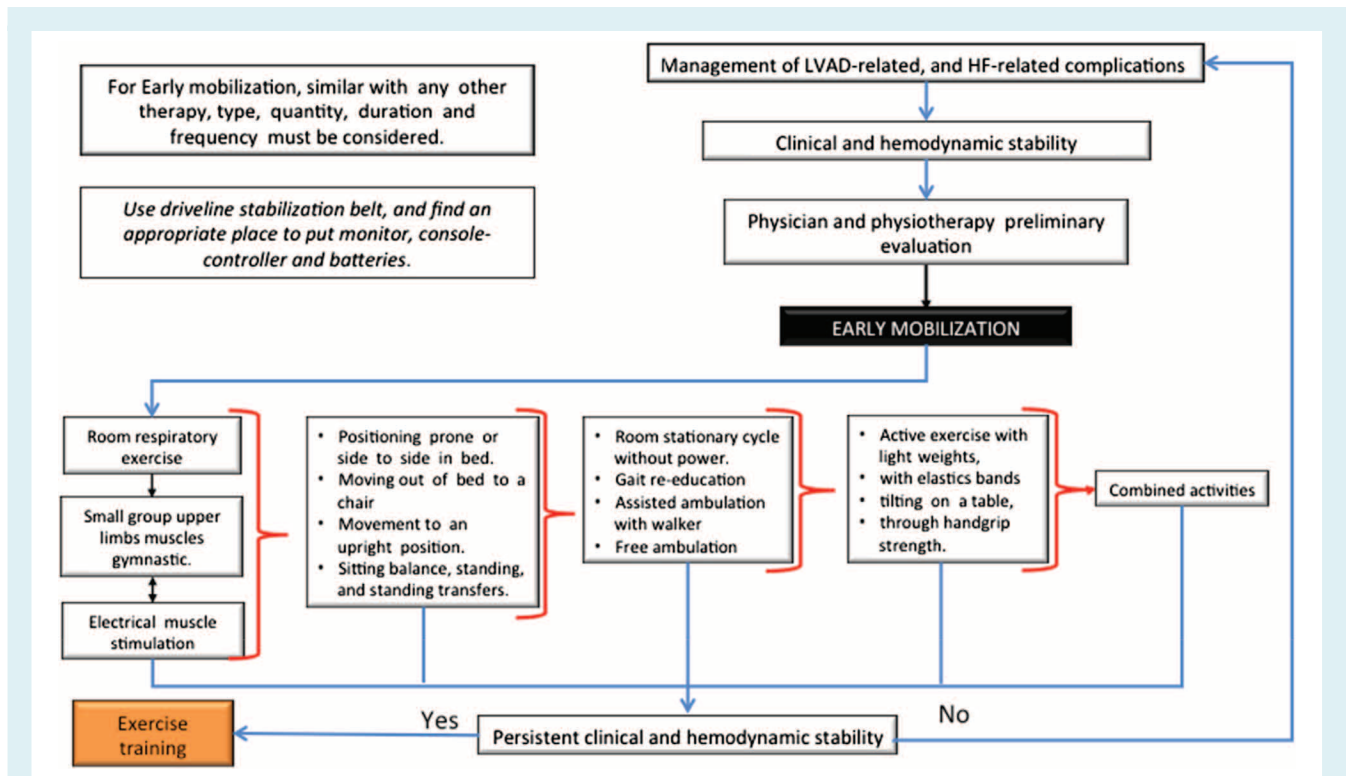 For Early mobilization, similar with any other
therapy, type, quantity, duration and
frequency must be considered.
Use driveline stabilization belt, and find an
appropriate place to put monitor, console-
controller and batteries.
Management of LVAD-related, and HF-related complications
Clinical and hemodynamic stability
Physician and physiotherapy preliminary
evaluation
EARLY MOBILIZATION
Room respiratory
exercise
Small group upper
limbs muscles
gymnastic.
Electrical muscle
stimulation
• Positioning prone or
side to side in bed.
• Moving out of bed to a
chair
• Movement to an
upright position.
• Sitting balance, standing,
and standing transfers.
• Room stationary cycle
without power.
• Gait re-education
• Assisted ambulation
with walker
• Free ambulation
• Active exercise with
light weights,
• with elastics bands
• tilting on a table,
• through handgrip
strength.
Combined activities
Exercise
training
Yes
Persistent clinical and hemodynamic stability
No